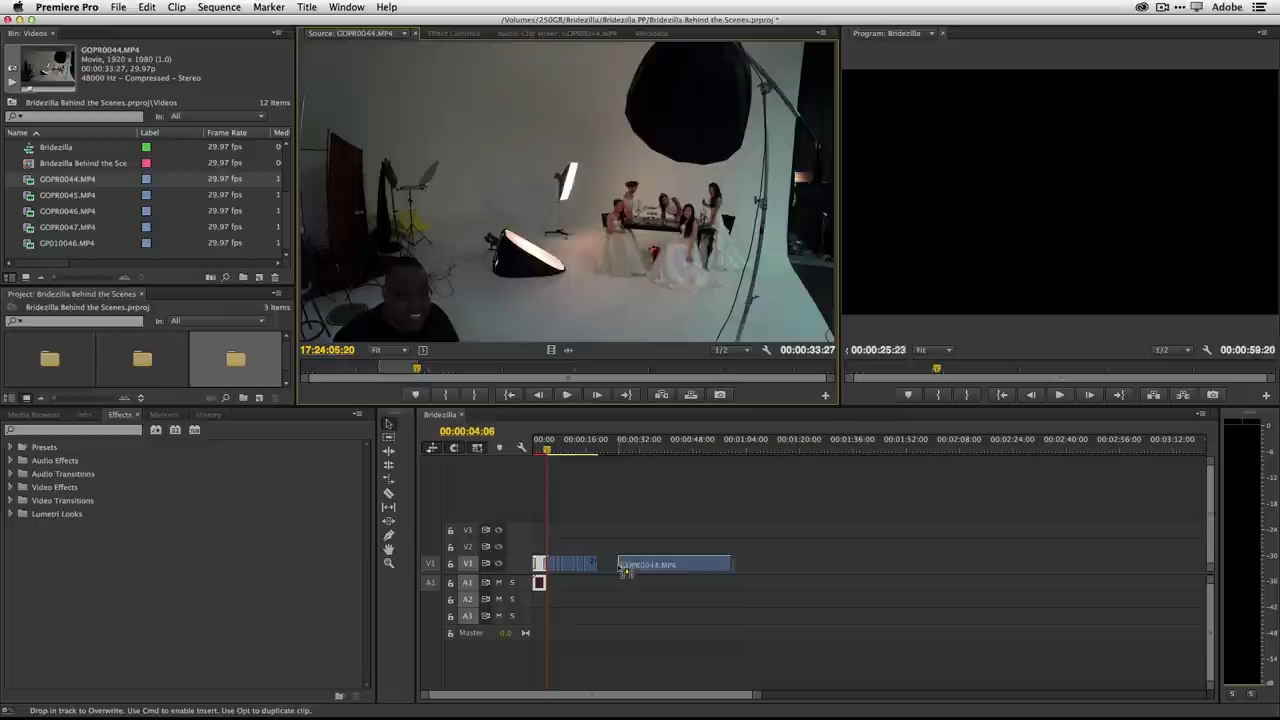 Premiere Pro File Edit Clip Sequence Marker Title Window Help Adobe
/Volumes/250GB/Bridezilla/Bridezilla_PP/Bridezilla Behind the Scenes.prproj *
Bin: Videos
Source: GOPR0044.MP4 Effect Controls Audio Clip Mixer: GOPR0044.MP4 Metadata
Program: Bridezilla
GOPR0044.MP4
Movie, 1920 x 1080 (1.0)
00:00:33:27, 29.97p
48000 Hz - Compressed - Stereo
Bridezilla Behind the Scenes.prproj\Videos 12 Items
In: All
Name Label Frame Rate Med
Bridezilla 29.97 fps 0
Bridezilla Behind the Sce 29.97 fps 0
GOPR0044.MP4 29.97 fps 1
GOPR0045.MP4 29.97 fps 1
GOPR0046.MP4 29.97 fps 1
GOPR0047.MP4 29.97 fps 1
GP010046.MP4 29.97 fps 1
Project: Bridezilla Behind the Scenes
Bridezilla Behind the Scenes.prproj 3 Items
In: All
17:24:05:20 Fit 1/2 00:00:33:27
00:00:25:23 Fit 1/2 00:00:59:20
Media Browser Info Effects Markers History
Presets
Audio Effects
Audio Transitions
Video Effects
Video Transitions
Lumetri Looks
Bridezilla
00:00:04:06
00:00 00:00:16:00 00:00:32:00 00:00:48:00 00:01:04:00 00:01:20:00 00:01:36:00 00:01:52:00 00:02:08:00 00:02:24:00 00:02:40:00 00:02:56:00 00:03:12:00
V3
V2
V1 V1 GOPR0044.MP4
A1 A1 M S
A2 M S
A3 M S
Master 0.0
0
-6
-12
-18
-24
-30
-36
-42
-48
-54
dB
S S
Drop in track to Overwrite. Use Cmd to enable Insert. Use Opt to duplicate clip.